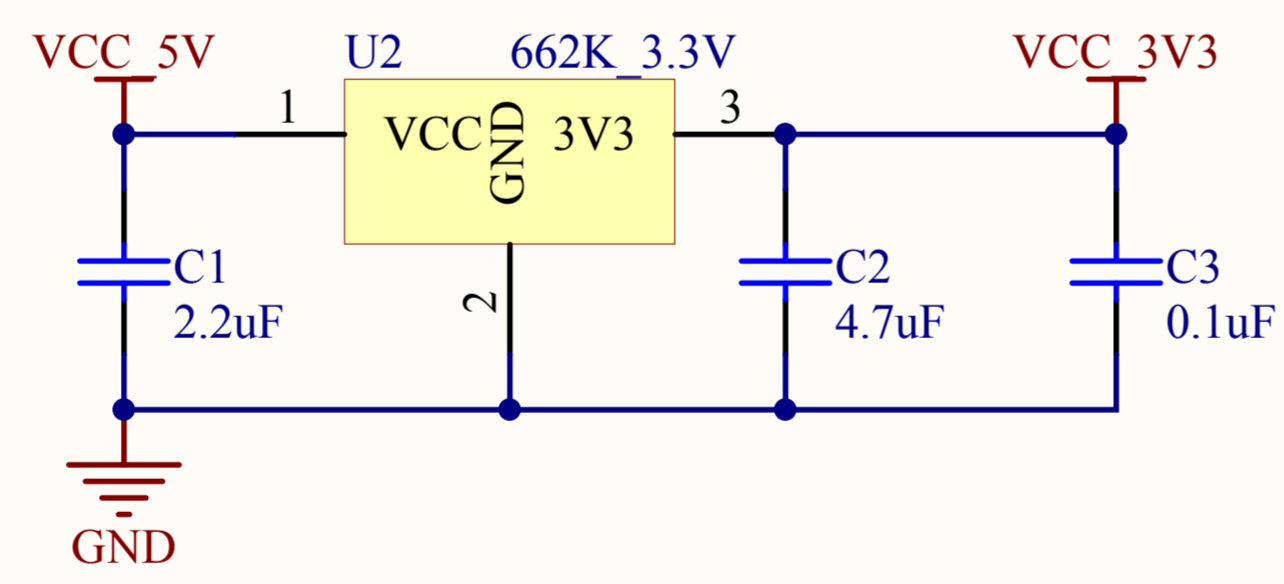 VCC_5V
U2
662K_3.3V
VCC_3V3
1
VCC
GND
3V3
3
2
C1
2.2uF
C2
4.7uF
C3
0.1uF
GND